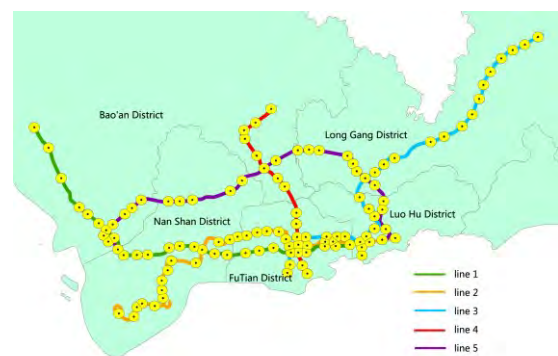 Bao'an District
Long Gang District
Nan Shan District
Luo Hu District
FuTian District
line 1
line 2
line 3
line 4
line 5